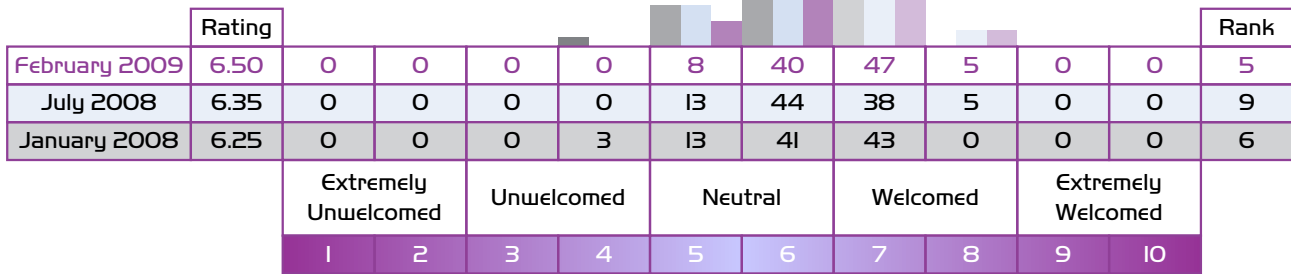 Rating Rank
February 2009 6.50 0 0 0 0 8 40 47 5 0 0 5
July 2008 6.35 0 0 0 0 13 44 38 5 0 0 9
January 2008 6.25 0 0 0 3 13 41 43 0 0 0 6
Extremely Unwelcomed Unwelcomed Neutral Welcomed Extremely Welcomed
1 2 3 4 5 6 7 8 9 10